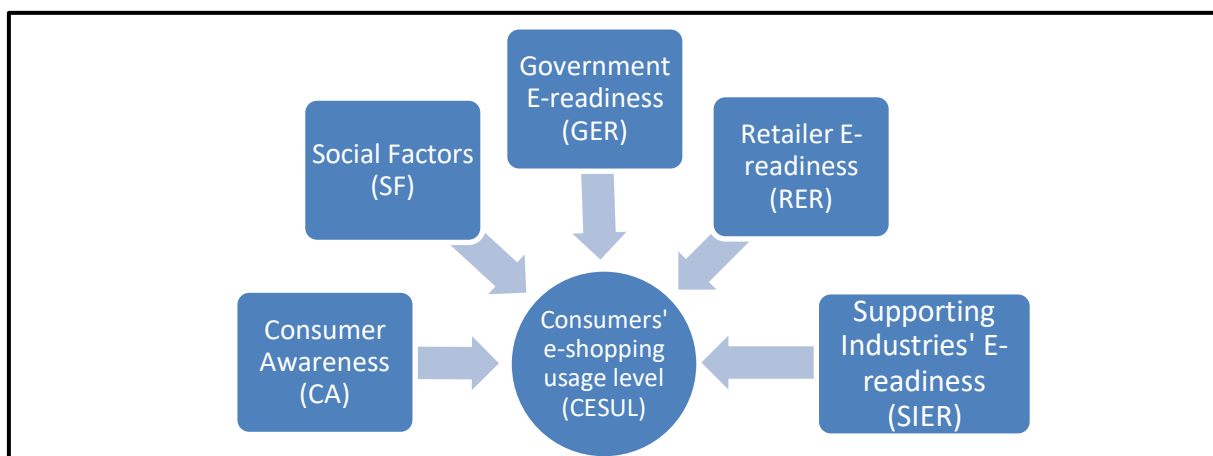 Government
E-readiness
(GER)
Social Factors
(SF)
Retailer E-
readiness
(RER)
Consumer
Awareness
(CA)
Consumers'
e-shopping
usage level
(CESUL)
Supporting
Industries' E-
readiness
(SIER)